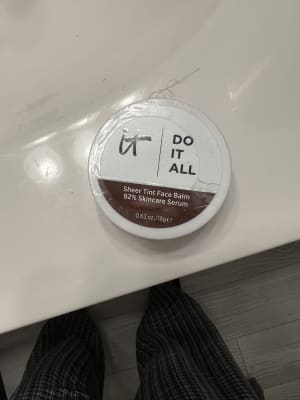 it
DO
IT
ALL
Sheer Tint Face Balm
92% Skincare Serum
0.63 oz./18g e